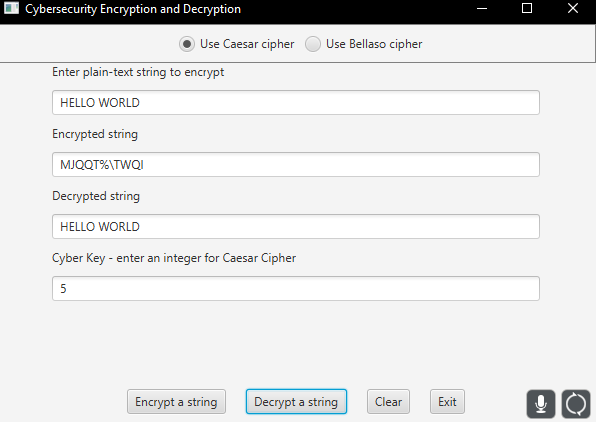 Cybersecurity Encryption and Decryption
Use Caesar cipher Use Bellaso cipher
Enter plain-text string to encrypt
HELLO WORLD
Encrypted string
MJQQT%\TWQI
Decrypted string
HELLO WORLD
Cyber Key - enter an integer for Caesar Cipher
5
Encrypt a string Decrypt a string Clear Exit